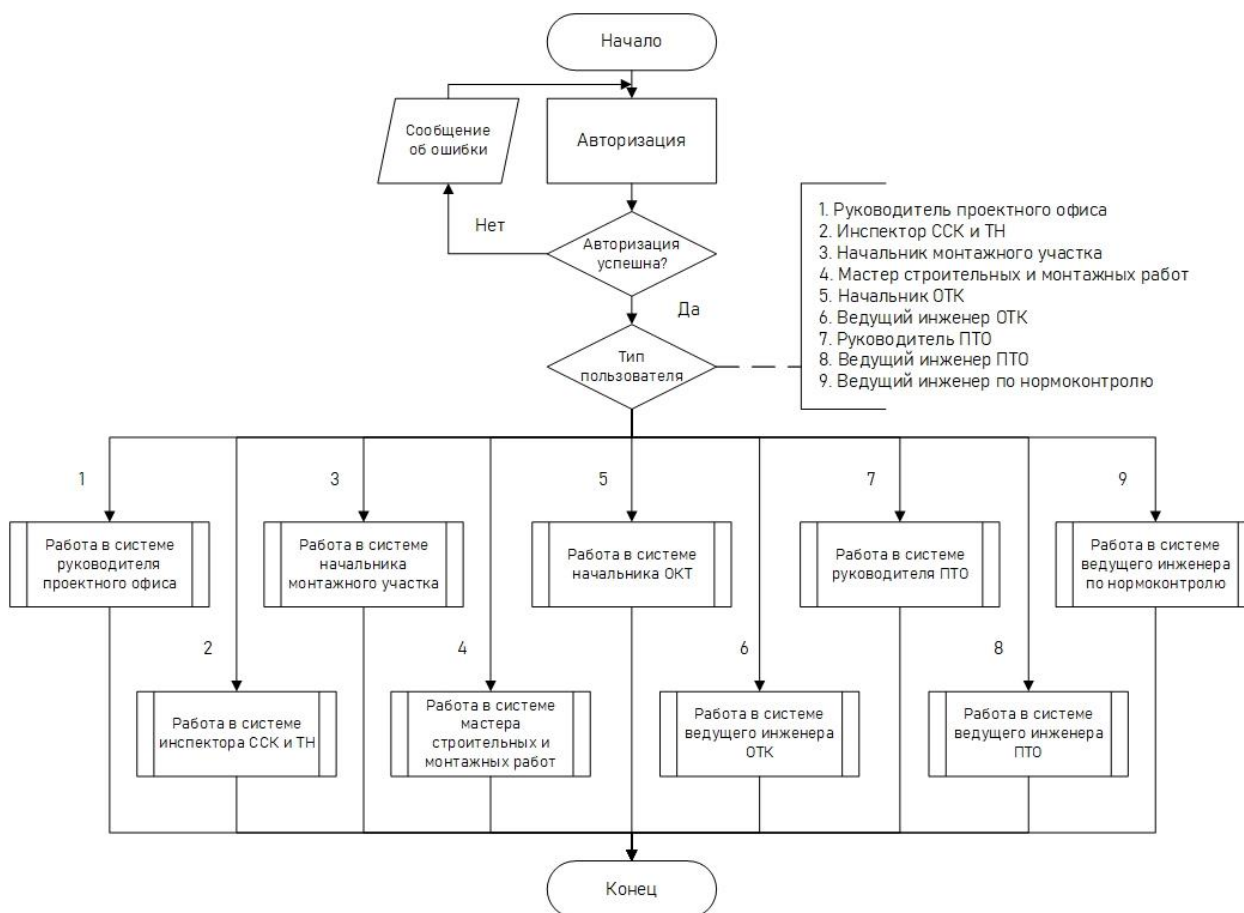 Начало
Сообщение
об ошибки
Авторизация
Нет
Авторизация
успешна?
Да
Тип
пользователя
1. Руководитель проектного офиса
2. Инспектор ССК и ТН
3. Начальник монтажного участка
4. Мастер строительных и монтажных работ
5. Начальник ОТК
6. Ведущий инженер ОТК
7. Руководитель ПТО
8. Ведущий инженер ПТО
9. Ведущий инженер по нормоконтролю
1
3
5
7
9
Работа в системе
руководителя
проектного офиса
Работа в системе
начальника
монтажного участка
Работа в системе
начальника ОКТ
Работа в системе
руководителя ПТО
Работа в системе
ведущего инженера
по нормоконтролю
2
4
6
8
Работа в системе
инспектора ССК и ТН
Работа в системе
мастера
строительных и
монтажных работ
Работа в системе
ведущего инженера
ОТК
Работа в системе
ведущего инженера
ПТО
Конец